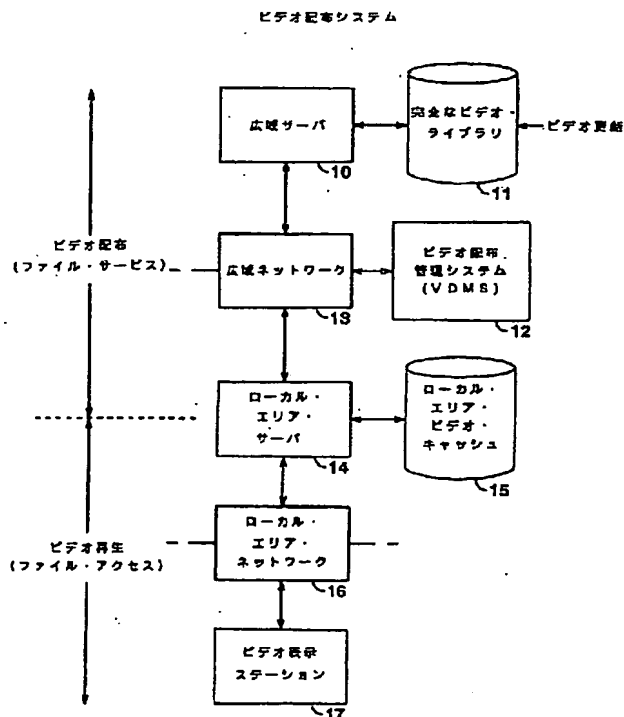 ビデオ配布システム
広域サーバ
10
完全なビデオ・
ライブラリ
11
ビデオ更新
ビデオ配布
(ファイル・サービス)
広域ネットワーク
13
ビデオ配布
管理システム
(VDMS)
12
ローカル・
エリア・
サーバ
14
ローカル・
エリア・
ビデオ・
キャッシュ
15
ビデオ再生
(ファイル・アクセス)
ローカル・
エリア・
ネットワーク
16
ビデオ表示
ステーション
17